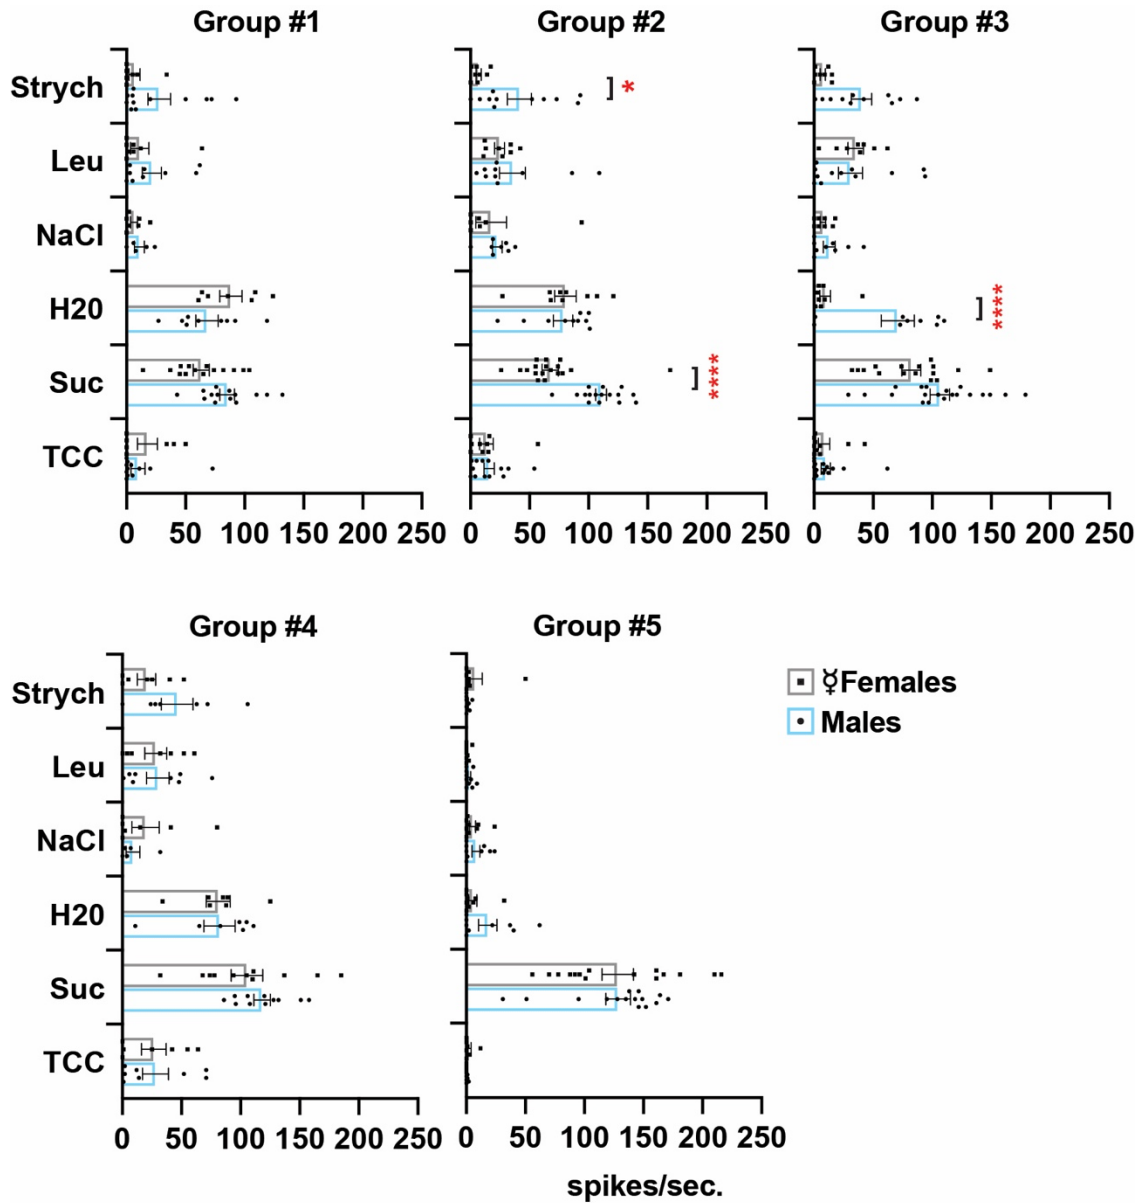 Group #1
Group #2
Group #3
Strych
Leu
NaCl
H20
Suc
TCC
*
****
****
0 50 100 150 200 250
0 50 100 150 200 250
0 50 100 150 200 250
Group #4
Group #5
Strych
Leu
NaCl
H20
Suc
TCC
☿Females
Males
0 50 100 150 200 250
0 50 100 150 200 250
spikes/sec.